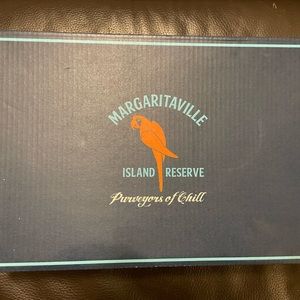 MARGARITAVILLE
ISLAND RESERVE
Purveyors of Chill